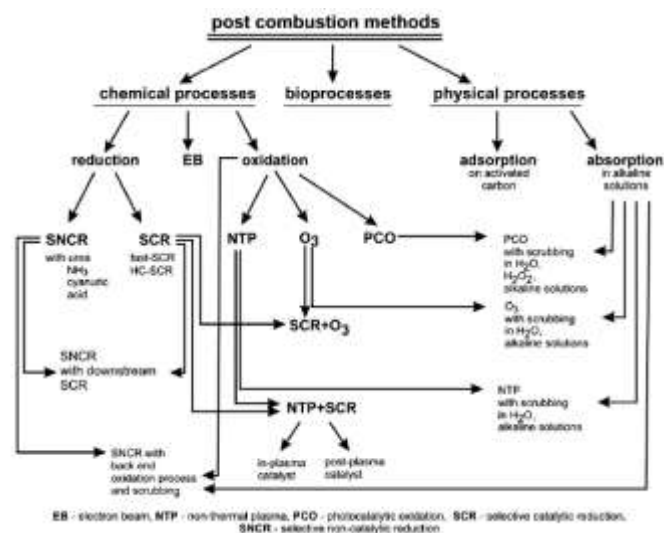 post combustion methods
chemical processes
bioprocesses
physical processes
reduction
EB
oxidation
adsorption
on activated
carbon
absorption
in alkaline
solutions
SNCR
with urea
NH3
cyanutic
acid
SCR
fast-SCR
HC-SCR
NTP
O3
PCO
PCO
with scrubbing
in H2O,
H2O2,
alkaline solutions
SCR+O3
O3
with scrubbing
in H2O,
alkaline solutions
SNCR
with downstream
SCR
NTP+SCR
NTP
with scrubbing
in H2O,
alkaline solutions
in-plasma
catalyst
post-plasma
catalyst
SNCR with
back end
oxidation process
and scrubbing
EB - electron beam, NTP - non-thermal plasma, PCO - photocatalytic oxidation, SCR - selective catalytic reduction,
SNCR - selective non-catalytic reduction